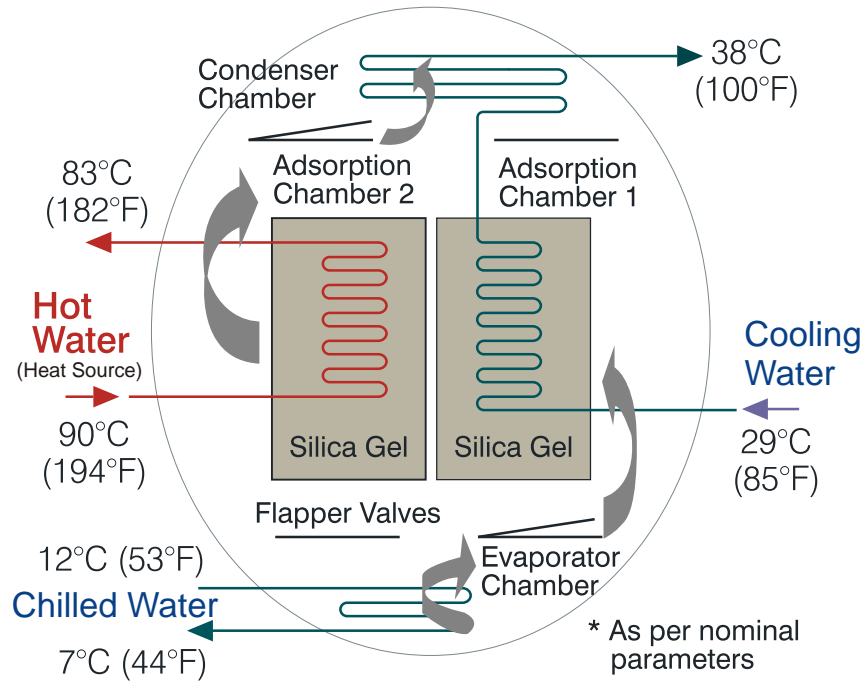 Condenser
Chamber
38°C
(100°F)
83°C
(182°F)
Adsorption
Chamber 2
Adsorption
Chamber 1
Hot
Water
(Heat Source)
90°C
(194°F)
Cooling
Water
29°C
(85°F)
Silica Gel
Silica Gel
Flapper Valves
12°C (53°F)
Chilled Water
7°C (44°F)
Evaporator
Chamber
* As per nominal
parameters